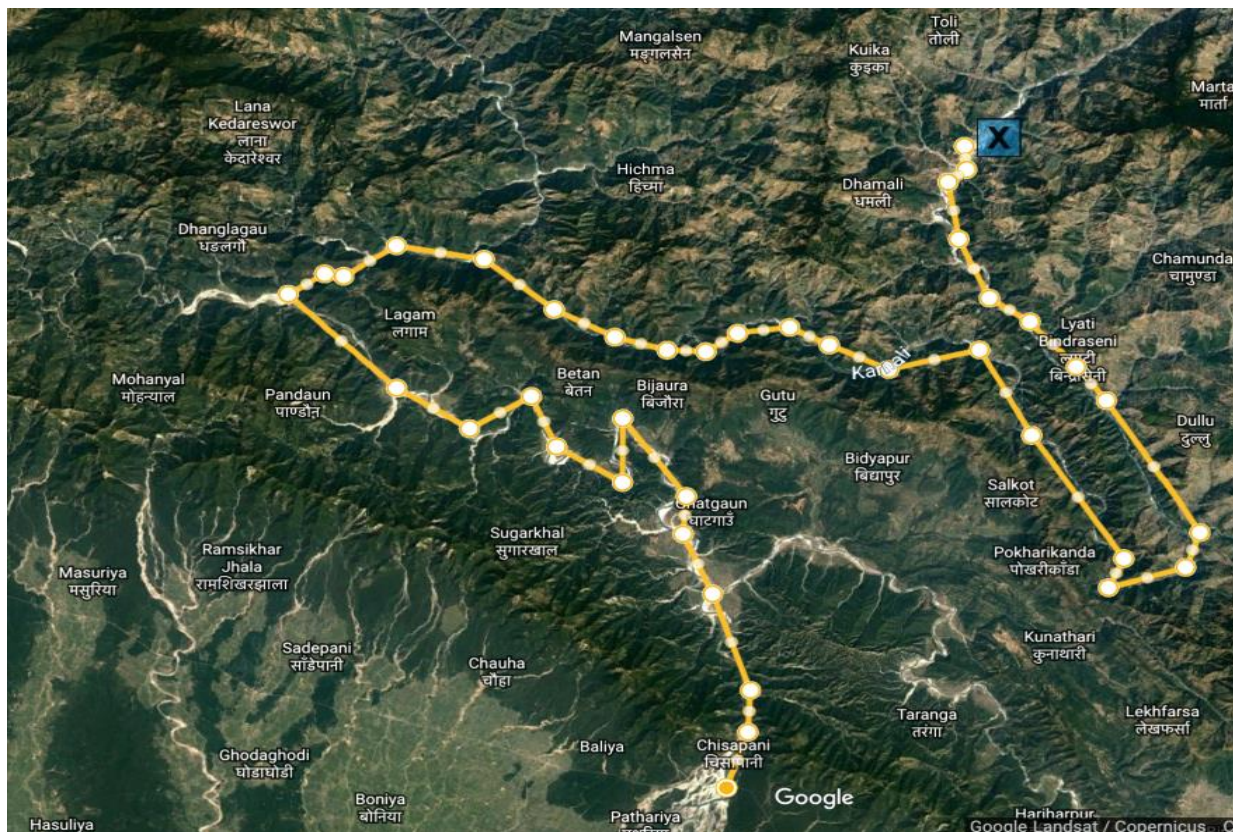 Toli
तोली
Mangalsen
मङ्गलसेन
Kuika
कुइका
Marta
मार्ता
Lana
Kedareswor
लाना
केदारेश्वर
X
Hichma
हिच्मा
Dhamali
धमली
Dhanglagau
धङलगौ
Chamunda
चामुण्डा
Lagam
लगाम
Lyati
Bindraseni
Karnali
Mohanyal
मोहन्याल
Pandaun
पाण्डौन
Betan
बेतन
Bijaura
बिजौरा
Gutu
गुटु
Dullu
दुल्लु
Bidyapur
बिद्यापुर
Salkot
सालकोट
Ghatgaun
घाटगाउँ
Sugarkhal
सुगारखाल
Pokharikanda
पोखरीकाँडा
Ramsikhar
Jhala
रामशिखरझाला
Masuriya
मसुरिया
Kunathari
कुनाथारी
Sadepani
साँडेपानी
Chauha
चौहा
Taranga
तरंगा
Lekhfarsa
लेखफर्सा
Ghodaghodi
घोडाघोडी
Baliya
Chisapani
चिसापानी
Boniya
बोनिया
Google
Pathariya
Hasuliya
Hariharpur
Google Landsat / Copernicus